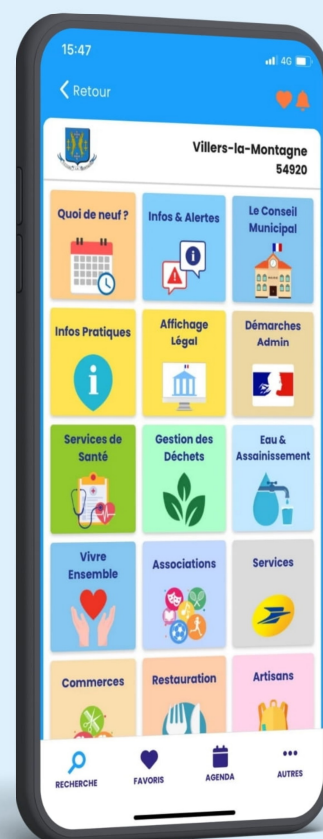 15:47
4G
Retour
Villers-la-Montagne
54920
Quoi de neuf ?
Infos & Alertes
Le Conseil
Municipal
Infos Pratiques
Affichage
Légal
Démarches
Admin
Services de
Santé
Gestion des
Déchets
Eau &
Assainissement
Vivre
Ensemble
Associations
Services
Commerces
Restauration
Artisans
RECHERCHE
FAVORIS
AGENDA
AUTRES